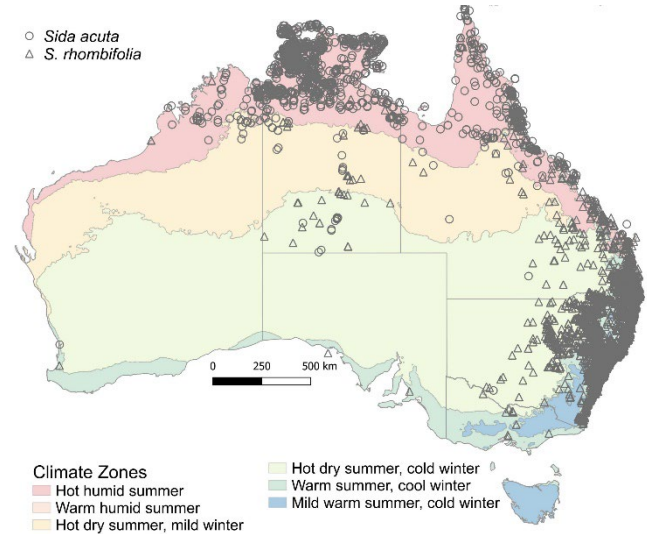 Sida acuta
S. rhombifolia
0 250 500 km
Climate Zones
Hot humid summer
Warm humid summer
Hot dry summer, mild winter
Hot dry summer, cold winter
Warm summer, cool winter
Mild warm summer, cold winter